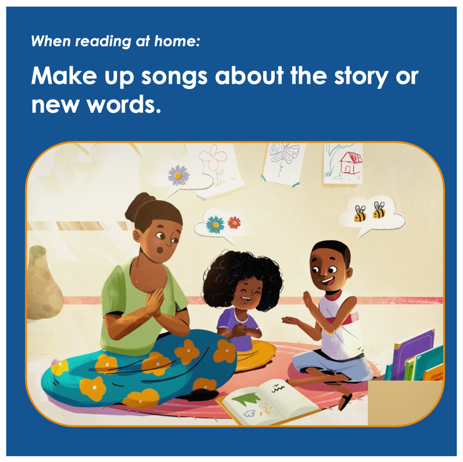 When reading at home:
Make up songs about the story or
new words.